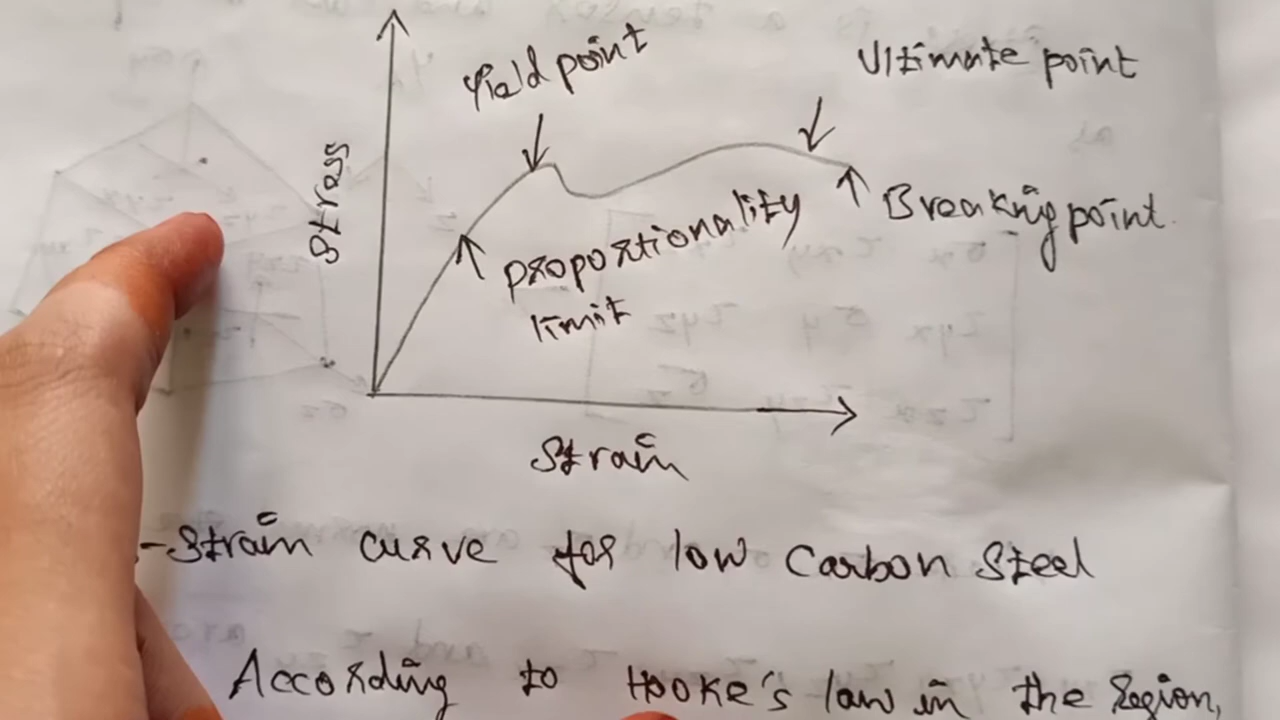 Yield point
Ultimate point
Stress
Breaking point
proportionality
limit
Strain
-Strain curve for low Carbon Steel
According to Hooke's law in the region,